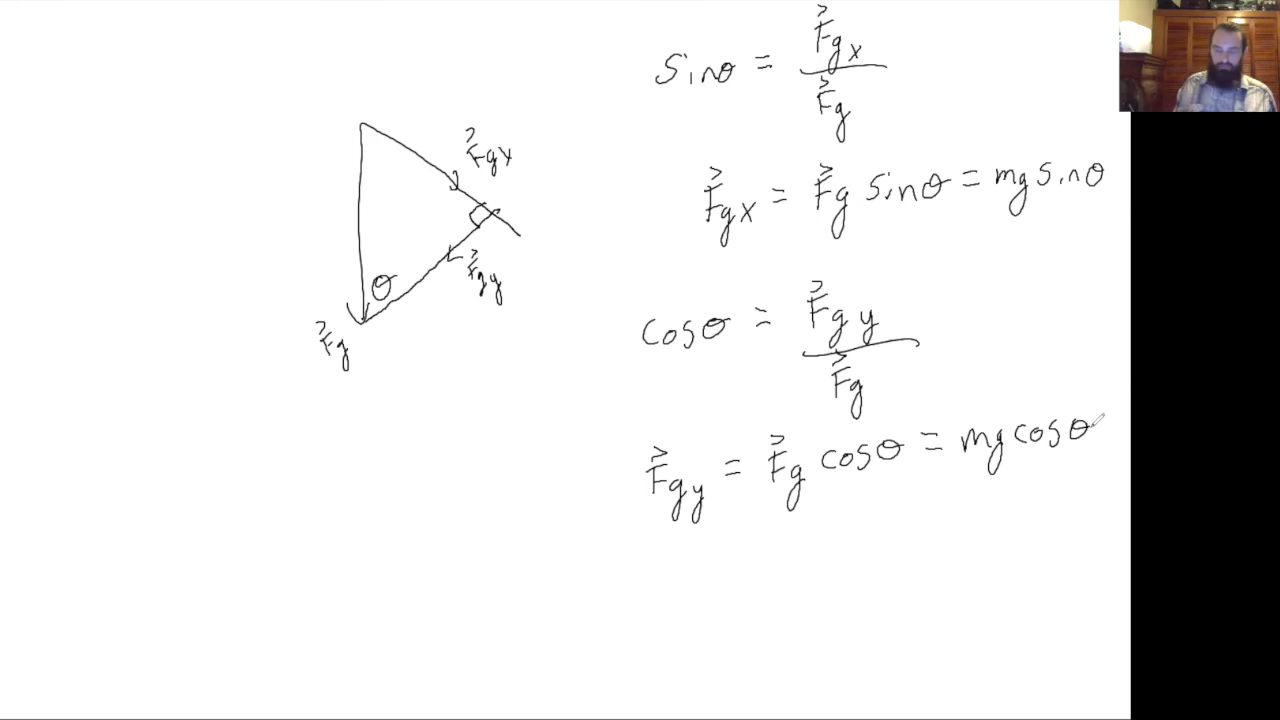 sinθ = F⃗gx / F⃗g
F⃗gx = F⃗g sinθ = mg sinθ
F⃗gx
θ
F⃗gy
F⃗g
cosθ = F⃗gy / F⃗g
F⃗gy = F⃗g cosθ = mg cosθ